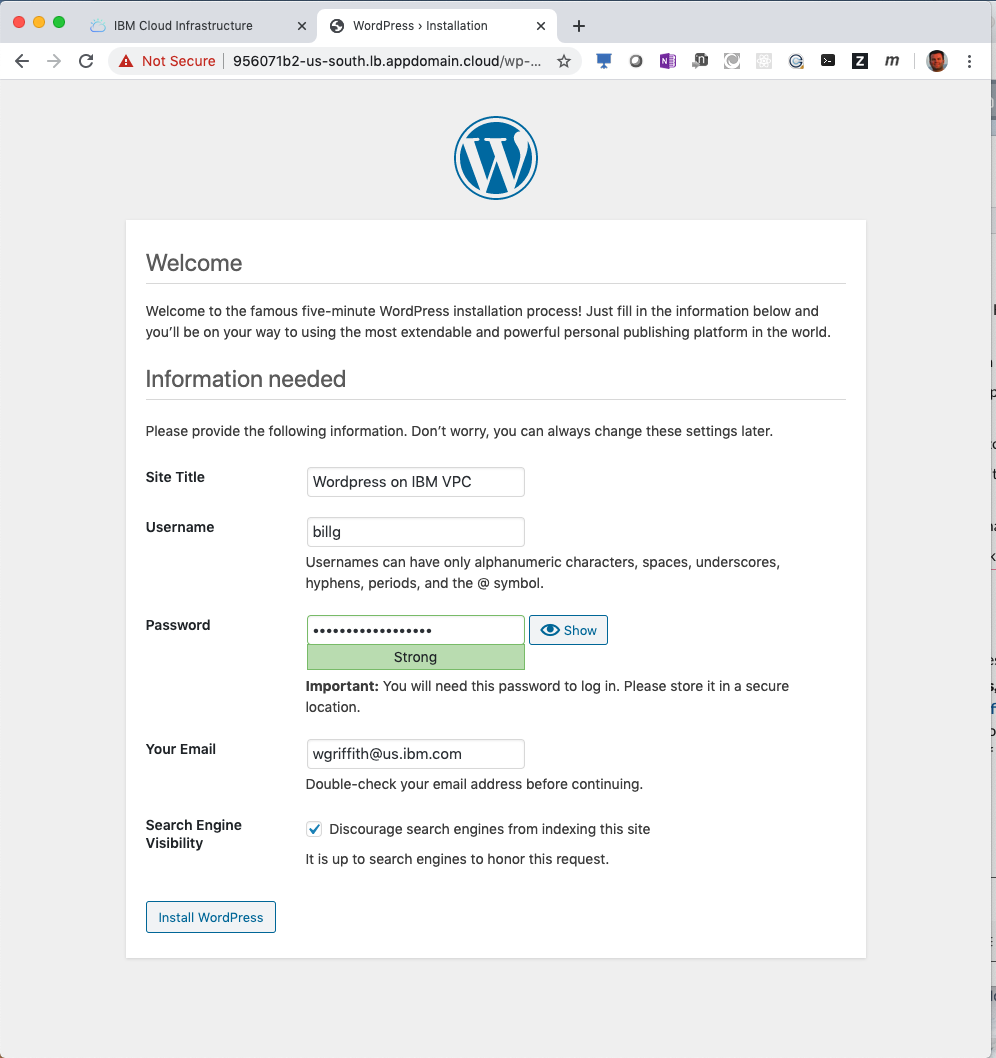 IBM Cloud Infrastructure
WordPress › Installation
Not Secure
956071b2-us-south.lb.appdomain.cloud/wp-...
Welcome
Welcome to the famous five-minute WordPress installation process! Just fill in the information below and
you’ll be on your way to using the most extendable and powerful personal publishing platform in the world.
Information needed
Please provide the following information. Don’t worry, you can always change these settings later.
Site Title
Wordpress on IBM VPC
Username
billg
Usernames can have only alphanumeric characters, spaces, underscores,
hyphens, periods, and the @ symbol.
Password
••••••••••••••••••
Show
Strong
Important: You will need this password to log in. Please store it in a secure
location.
Your Email
wgriffith@us.ibm.com
Double-check your email address before continuing.
Search Engine
Visibility
Discourage search engines from indexing this site
It is up to search engines to honor this request.
Install WordPress